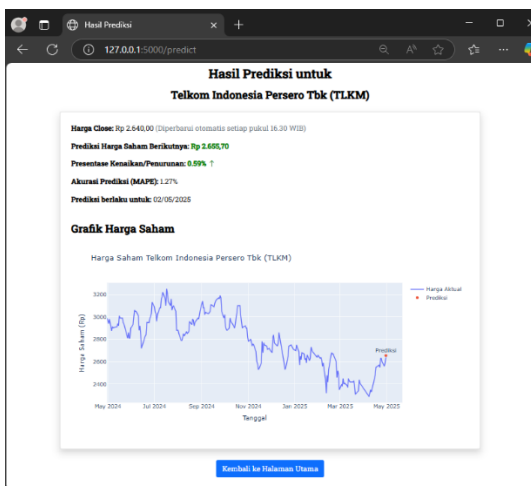 Hasil Prediksi
127.0.0.1:5000/predict
Hasil Prediksi untuk
Telkom Indonesia Persero Tbk (TLKM)
Harga Close: Rp 2.640,00 (Diperbarui otomatis setiap pukul 16.30 WIB)
Prediksi Harga Saham Berikutnya: Rp 2.655,70
Presentase Kenaikan/Penurunan: 0.59% ↑
Akurasi Prediksi (MAPE): 1.27%
Prediksi berlaku untuk: 02/05/2025
Grafik Harga Saham
Harga Saham Telkom Indonesia Persero Tbk (TLKM)
Harga Aktual
Prediksi
Harga Saham (Rp)
3200
3000
2800
2600
2400
Prediksi
May 2024 Jul 2024 Sep 2024 Nov 2024 Jan 2025 Mar 2025 May 2025
Tanggal
Kembali ke Halaman Utama